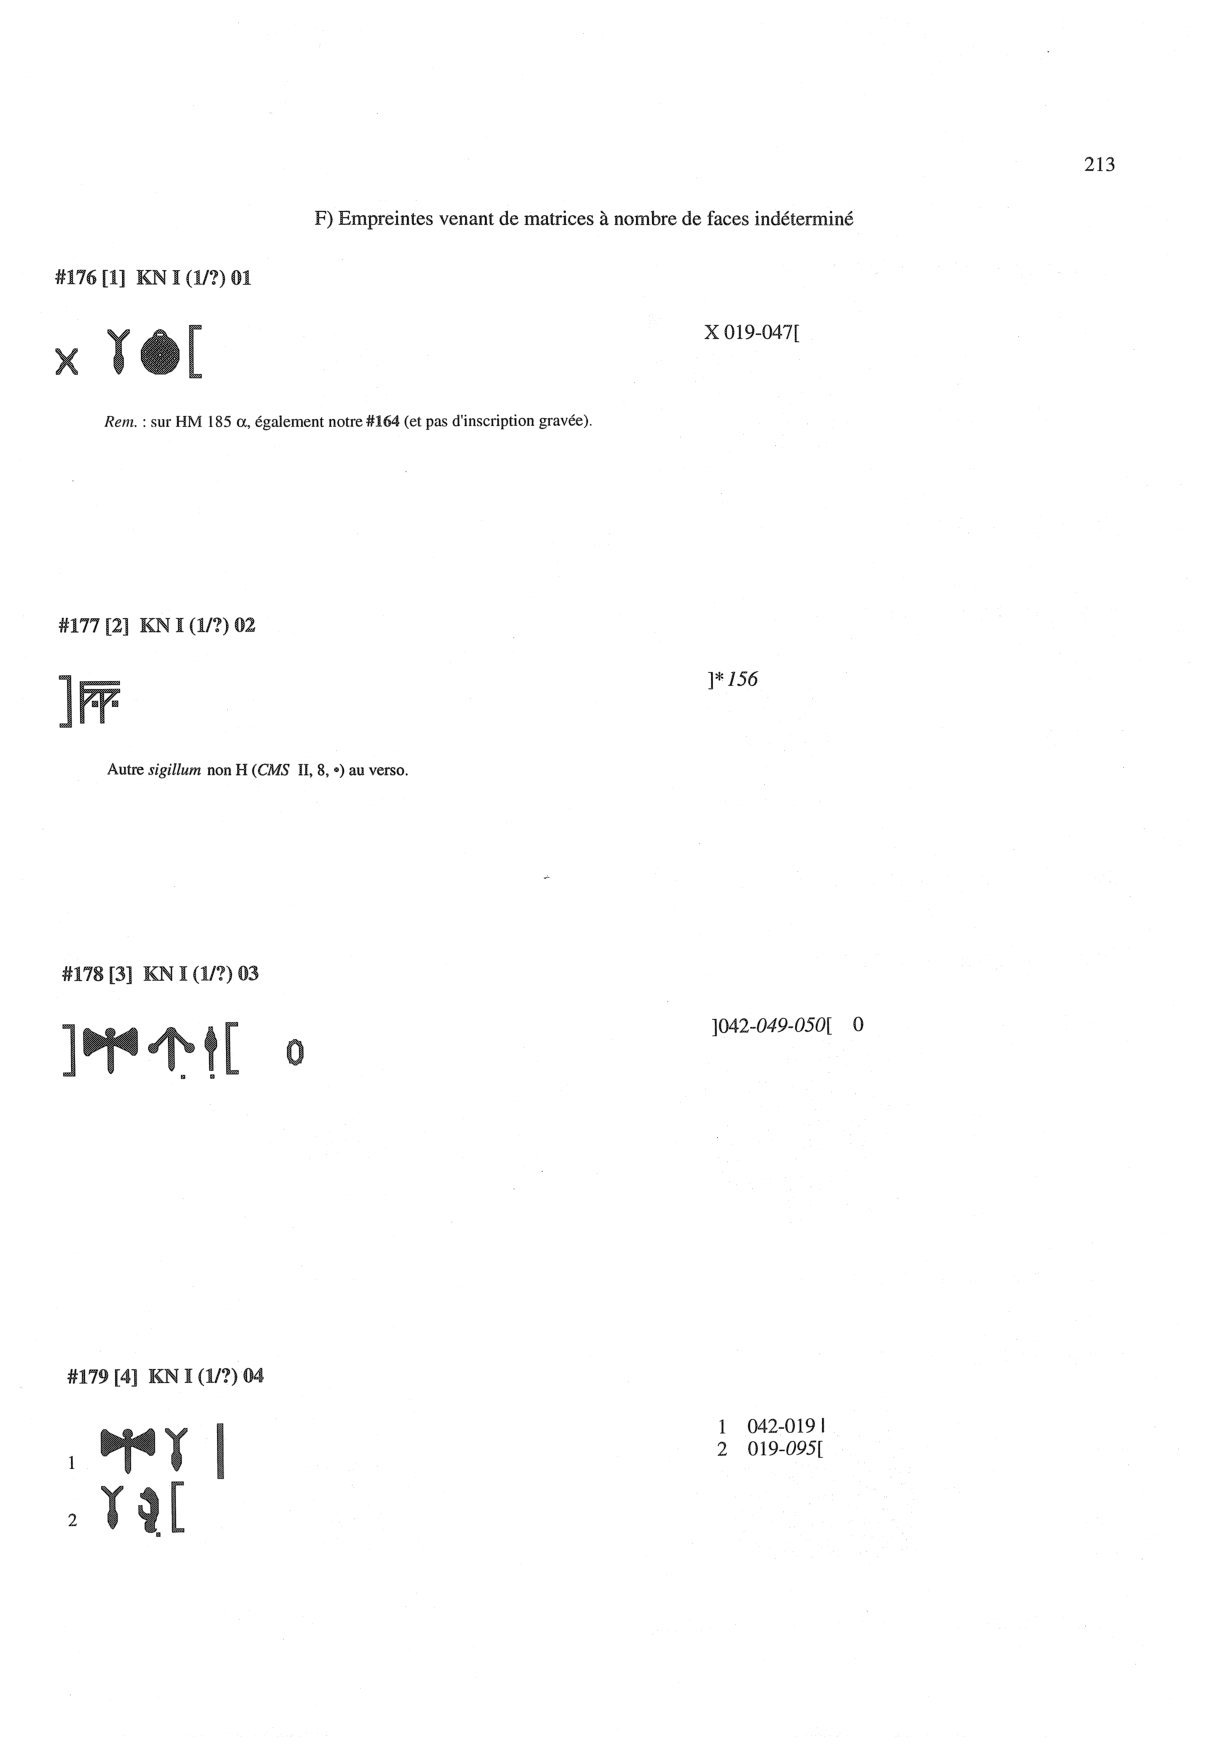 213
F) Empreintes venant de matrices à nombre de faces indéterminé
#176 [1] KN I (1/?) 01
X 019-047[
Rem. : sur HM 185 α, également notre #164 (et pas d'inscription gravée).
#177 [2] KN I (1/?) 02
]*156
Autre sigillum non H (CMS II, 8, •) au verso.
#178 [3] KN I (1/?) 03
]042-049-050[ 0
#179 [4] KN I (1/?) 04
1 042-019 |
2 019-095[
1
2